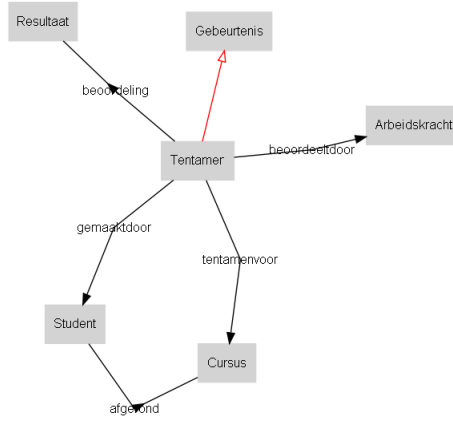 Resultaat
Gebeurtenis
beoordeling
Arbeidskracht
beoordeeltdoor
Tentamer
gemaaktdoor
tentamenvoor
Student
Cursus
afgerond